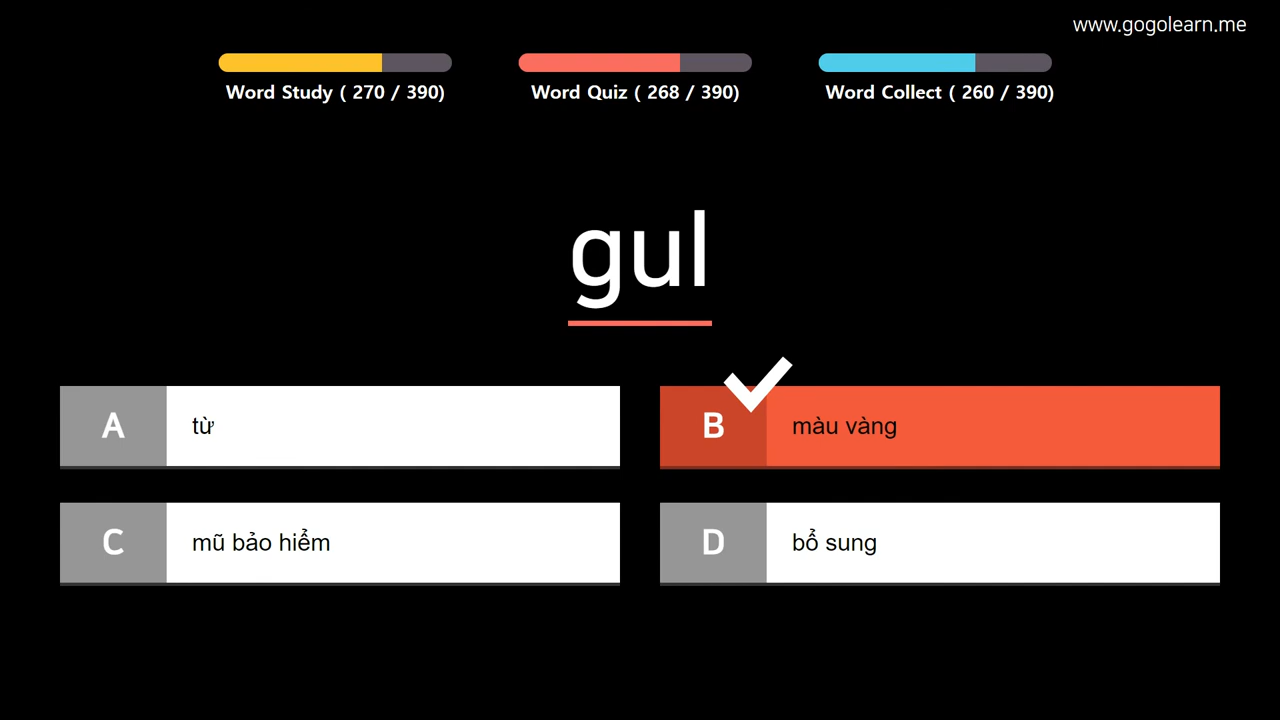 www.gogolearn.me
Word Study ( 270 / 390)
Word Quiz ( 268 / 390)
Word Collect ( 260 / 390)
gul
A từ
B màu vàng
C mũ bảo hiểm
D bổ sung